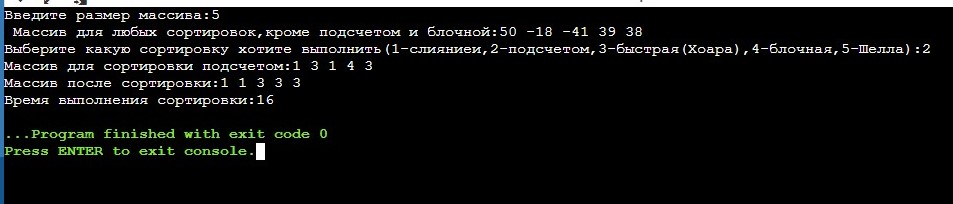 Введите размер массива:5
Массив для любых сортировок,кроме подсчетом и блочной:50 -18 -41 39 38
Выберите какую сортировку хотите выполнить(1-слияниеи,2-подсчетом,3-быстрая(Хоара),4-блочная,5-Шелла):2
Массив для сортировки подсчетом:1 3 1 4 3
Массив после сортировки:1 1 3 3 3
Время выполнения сортировки:16
...Program finished with exit code 0
Press ENTER to exit console.